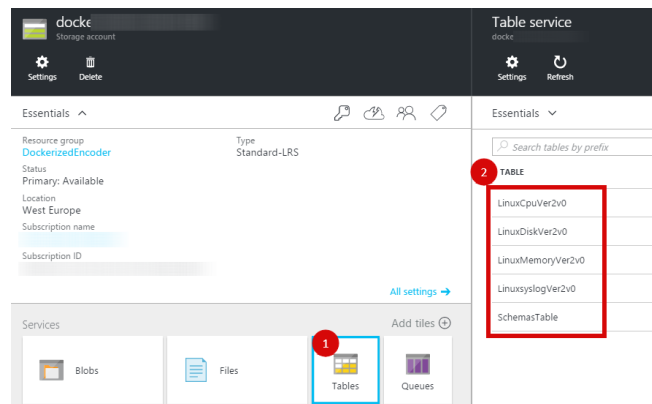 docke
Storage account
Settings
Delete
Essentials
Resource group
DockerizedEncoder
Type
Standard-LRS
Status
Primary: Available
Location
West Europe
Subscription name
Subscription ID
All settings →
Services
Add tiles
Blobs
Files
1
Tables
Queues
Table service
docke
Settings
Refresh
Essentials
Search tables by prefix
2
TABLE
LinuxCpuVer2v0
LinuxDiskVer2v0
LinuxMemoryVer2v0
LinuxsyslogVer2v0
SchemasTable